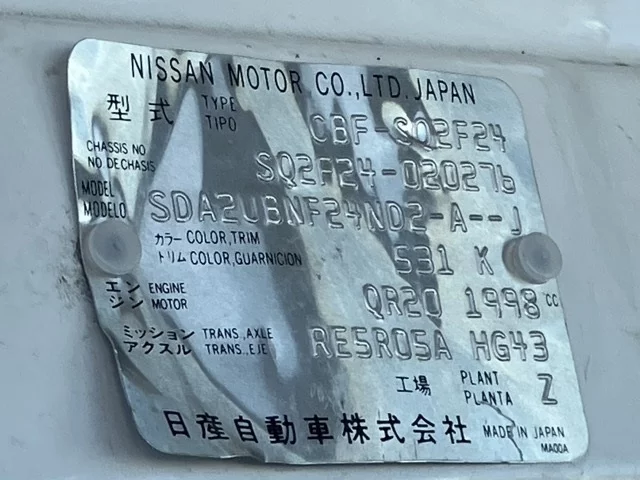 NISSAN MOTOR CO.,LTD.JAPAN
型式 TYPE TIPO CBF-SQ2F24
CHASSIS NO NO DE CHASIS SQ2F24-020276
MODEL MODELO SDA2UBNF24ND2-A--J
カラー COLOR,TRIM
トリム COLOR,GUARNICION 531 K
エンジン ENGINE MOTOR QR20 1998 cc
ミッション TRANS.,AXLE
アクスル TRANS.,EJE RE5R05A HG43
工場 PLANT PLANTA Z
日産自動車株式会社 MADE IN JAPAN
MA00A